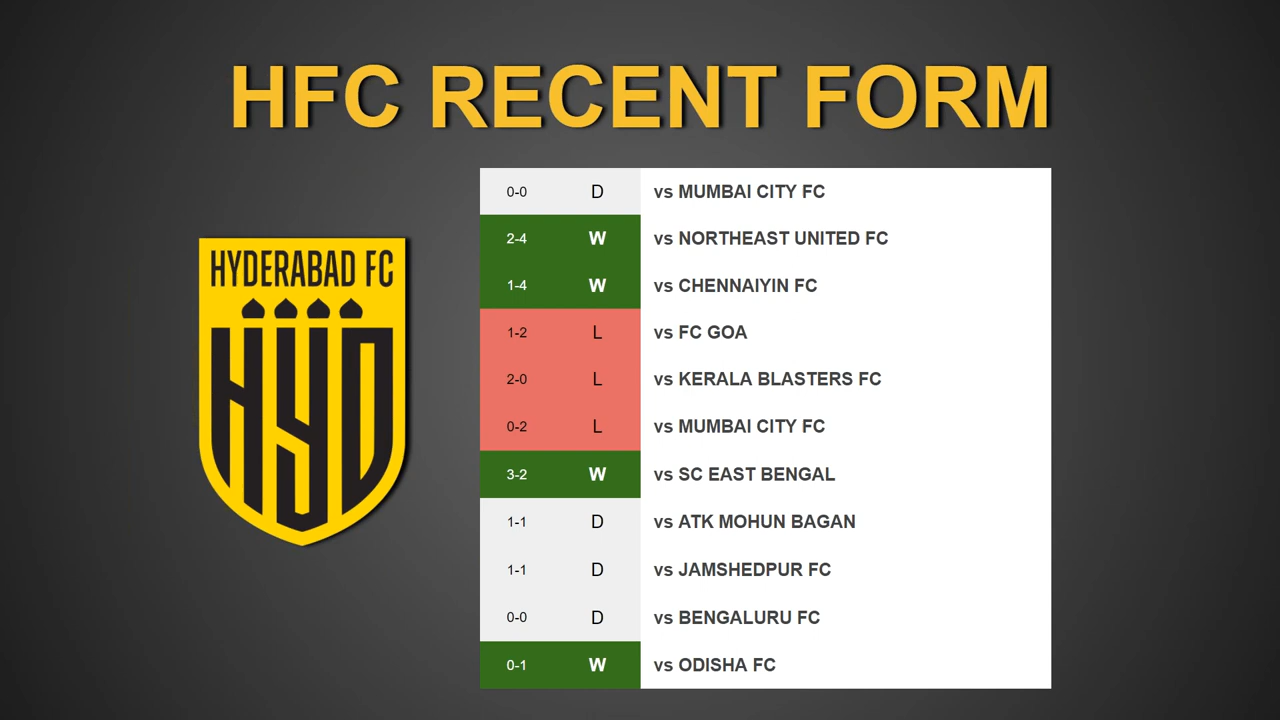 HFC RECENT FORM
HYDERABAD FC
HYD
0-0 D vs MUMBAI CITY FC
2-4 W vs NORTHEAST UNITED FC
1-4 W vs CHENNAIYIN FC
1-2 L vs FC GOA
2-0 L vs KERALA BLASTERS FC
0-2 L vs MUMBAI CITY FC
3-2 W vs SC EAST BENGAL
1-1 D vs ATK MOHUN BAGAN
1-1 D vs JAMSHEDPUR FC
0-0 D vs BENGALURU FC
0-1 W vs ODISHA FC